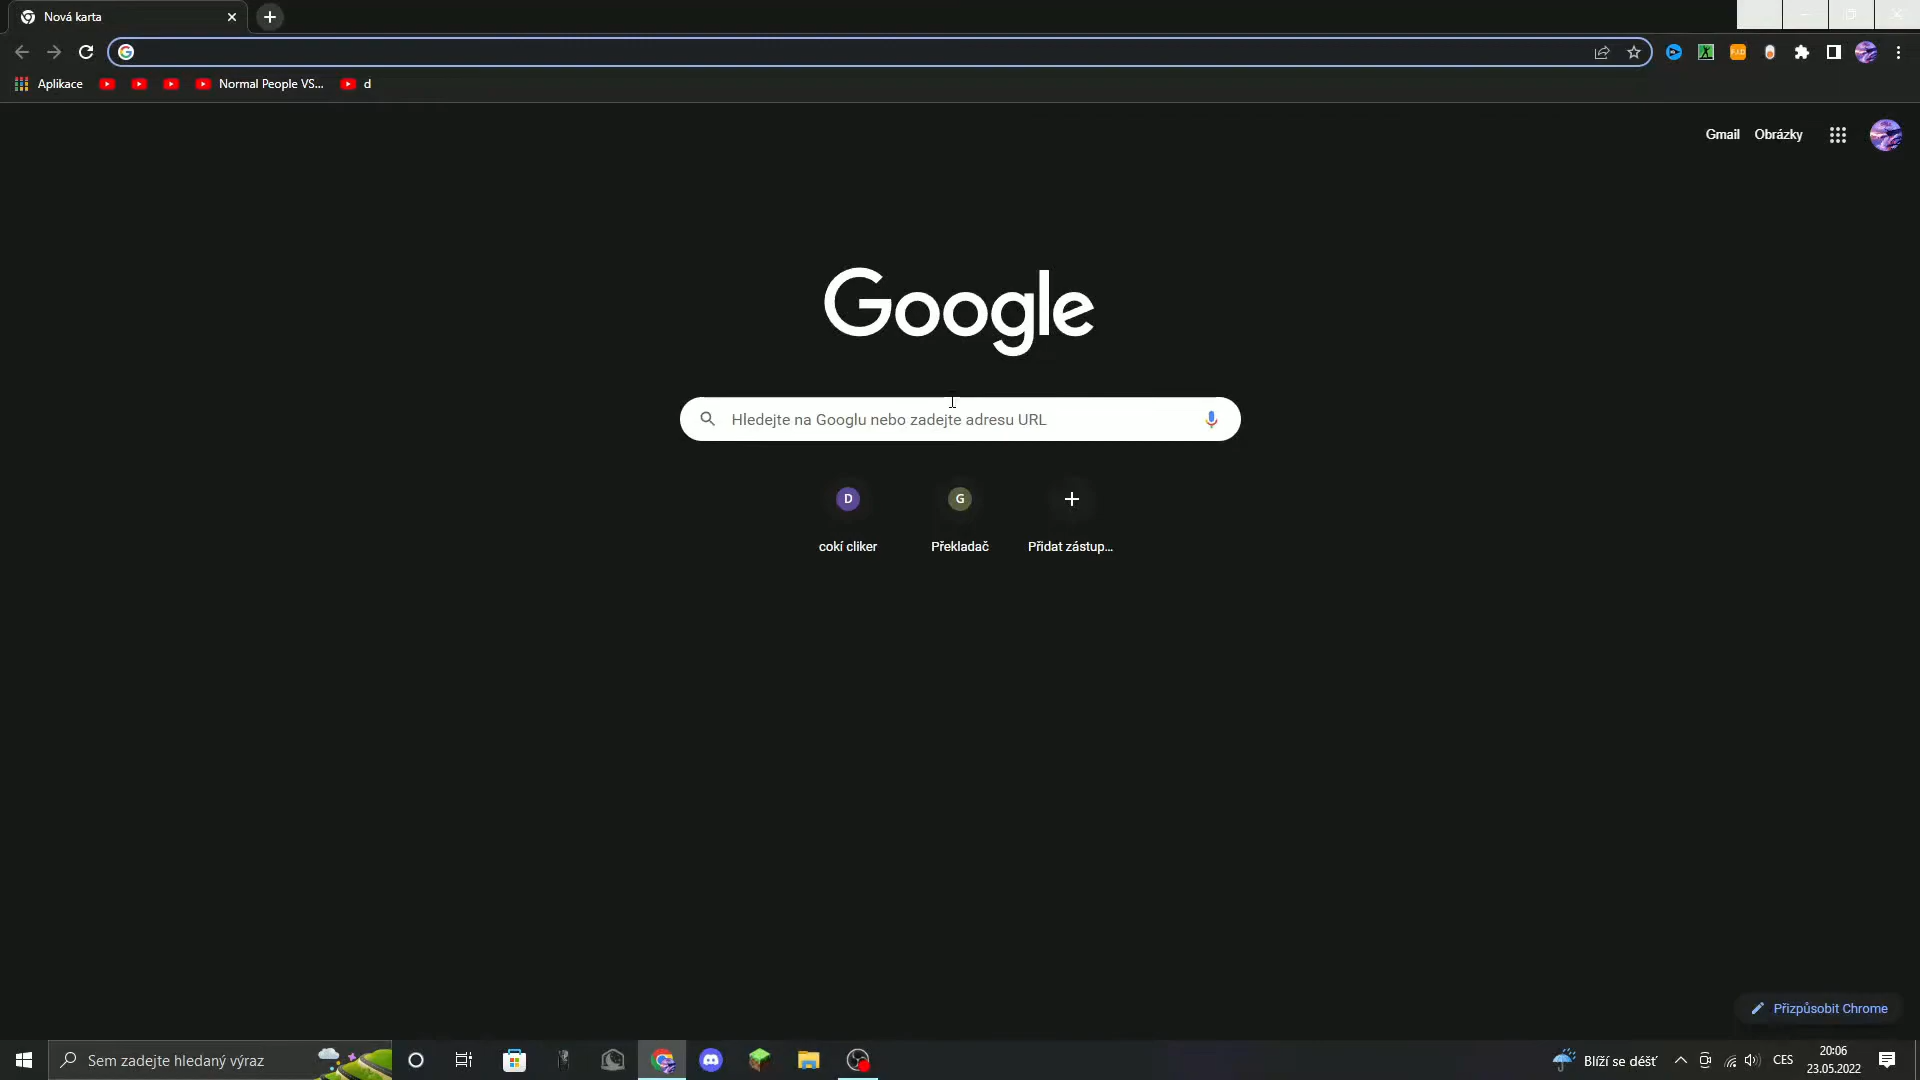 Nová karta
Aplikace
Normal People VS...
d
Gmail
Obrázky
Google
Hledejte na Googlu nebo zadejte adresu URL
D
G
cokí cliker
Překladač
Přidat zástup...
Přizpůsobit Chrome
Sem zadejte hledaný výraz
Blíží se déšť
CES
20:06
23.05.2022